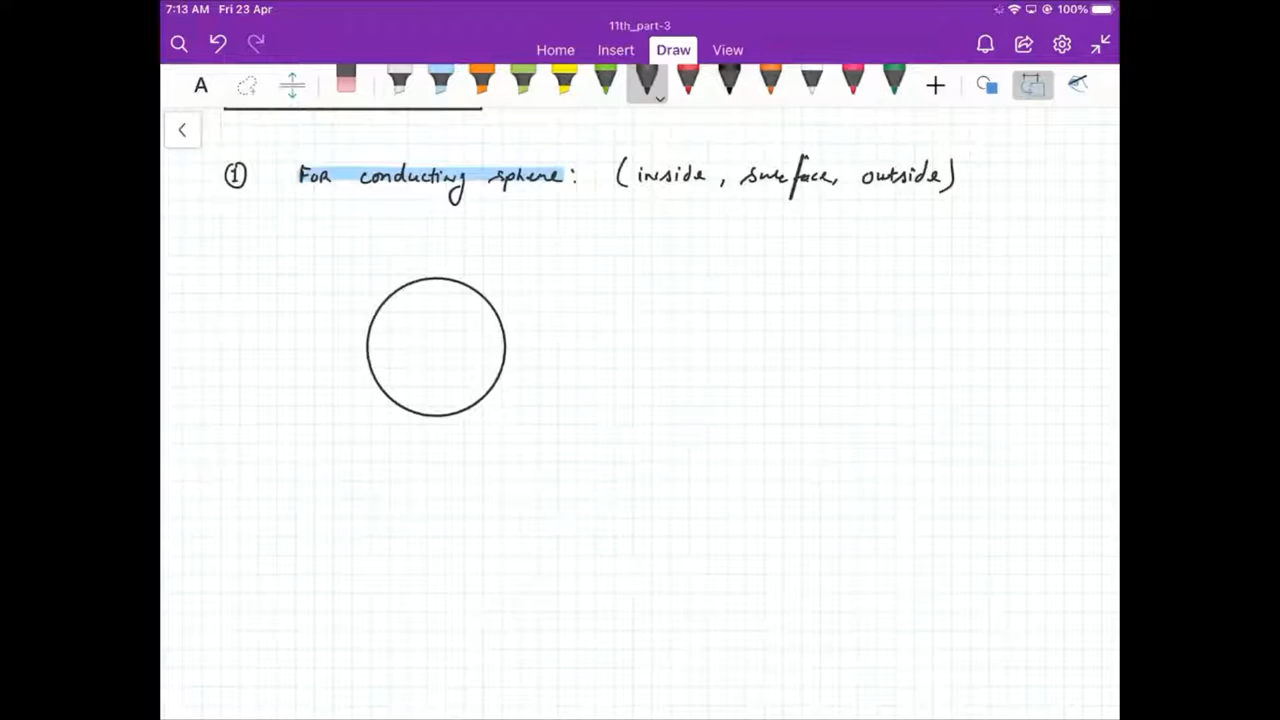 7:13 AM Fri 23 Apr
100%
11th_part-3
Home Insert Draw View
A
① For conducting sphere: (inside, surface, outside)